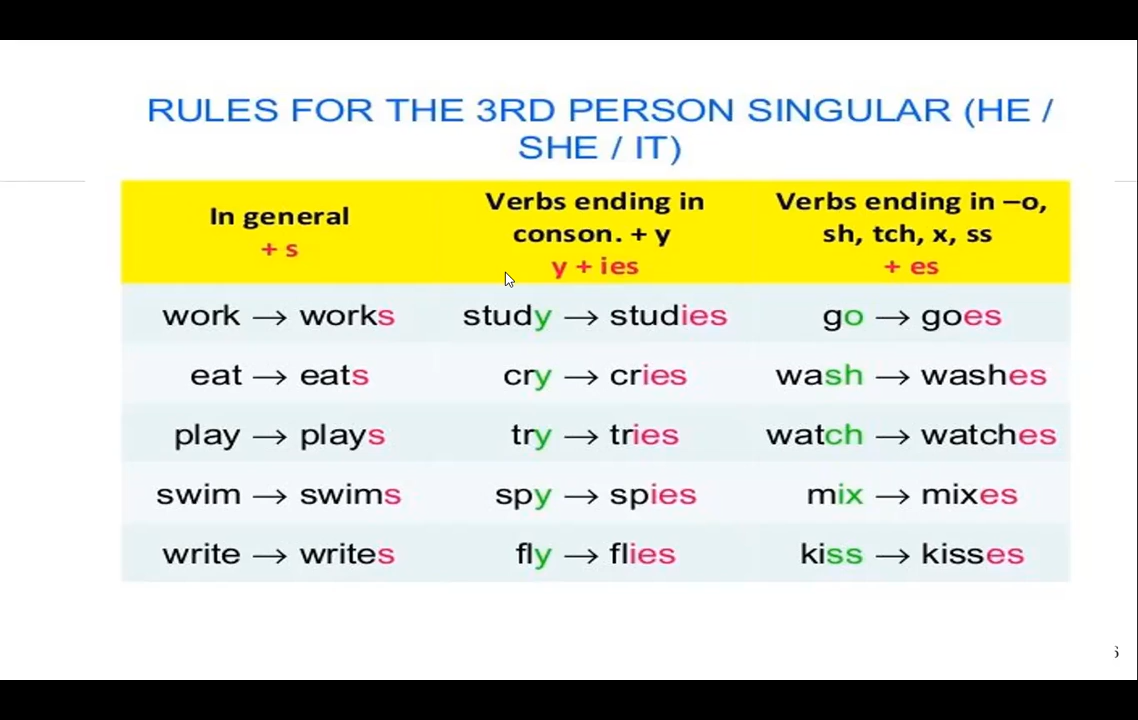 RULES FOR THE 3RD PERSON SINGULAR (HE /
SHE / IT)
In general
+ s
Verbs ending in
conson. + y
y + ies
Verbs ending in –o,
sh, tch, x, ss
+ es
work → works
study → studies
go → goes
eat → eats
cry → cries
wash → washes
play → plays
try → tries
watch → watches
swim → swims
spy → spies
mix → mixes
write → writes
fly → flies
kiss → kisses